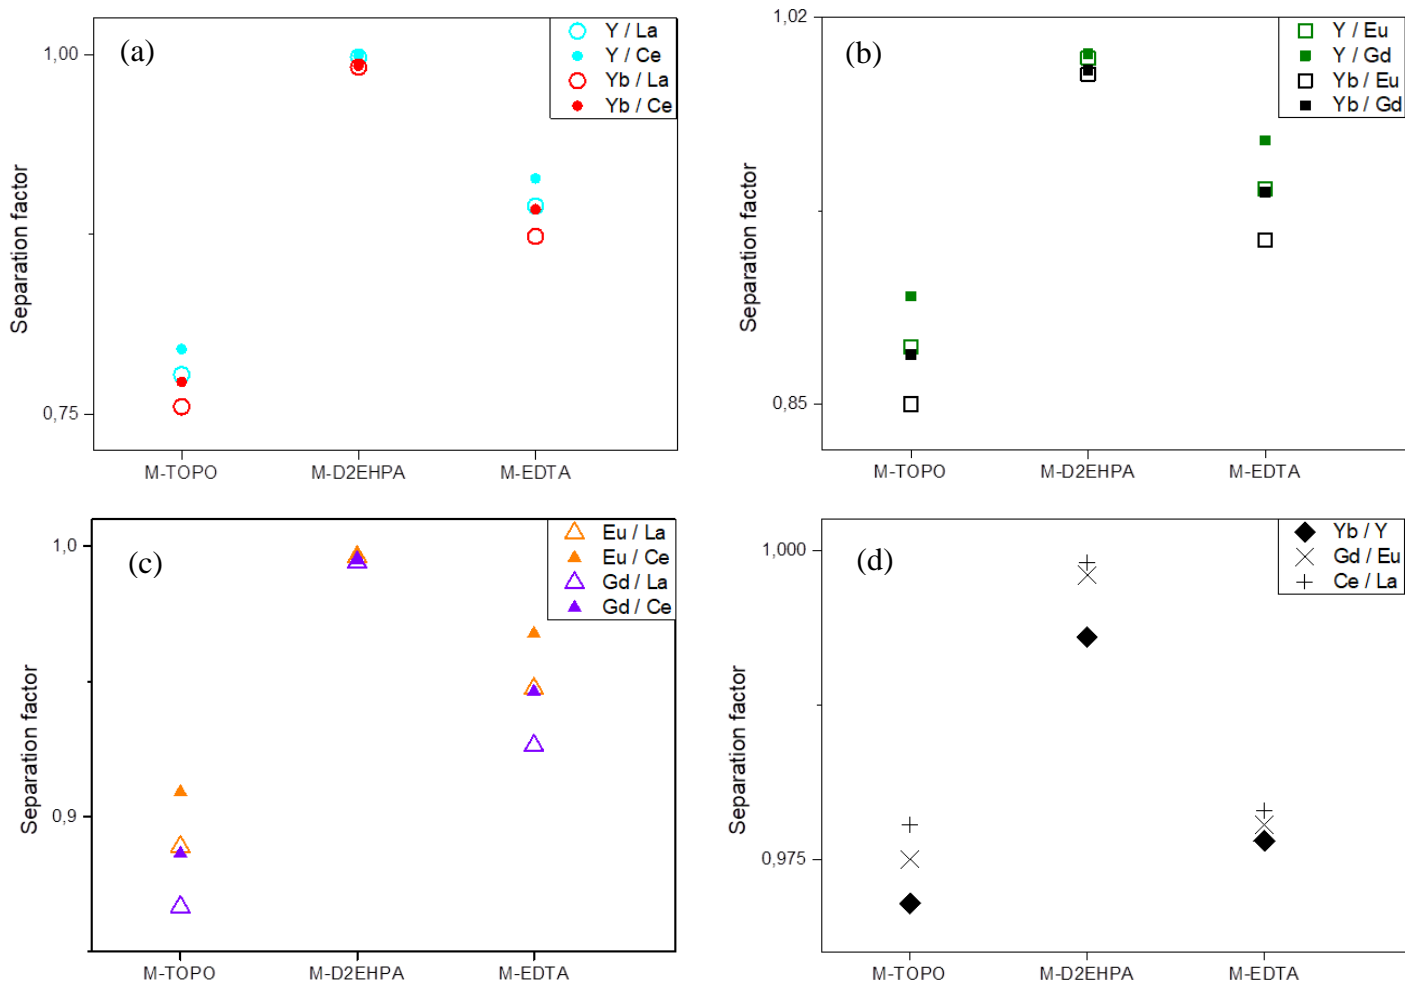 (a)
Y / La
Y / Ce
Yb / La
Yb / Ce
1,00
0,75
Separation factor
M-TOPO
M-D2EHPA
M-EDTA
(b)
Y / Eu
Y / Gd
Yb / Eu
Yb / Gd
1,02
0,85
Separation factor
M-TOPO
M-D2EHPA
M-EDTA
(c)
Eu / La
Eu / Ce
Gd / La
Gd / Ce
1,0
0,9
Separation factor
M-TOPO
M-D2EHPA
M-EDTA
(d)
Yb / Y
Gd / Eu
Ce / La
1,000
0,975
Separation factor
M-TOPO
M-D2EHPA
M-EDTA